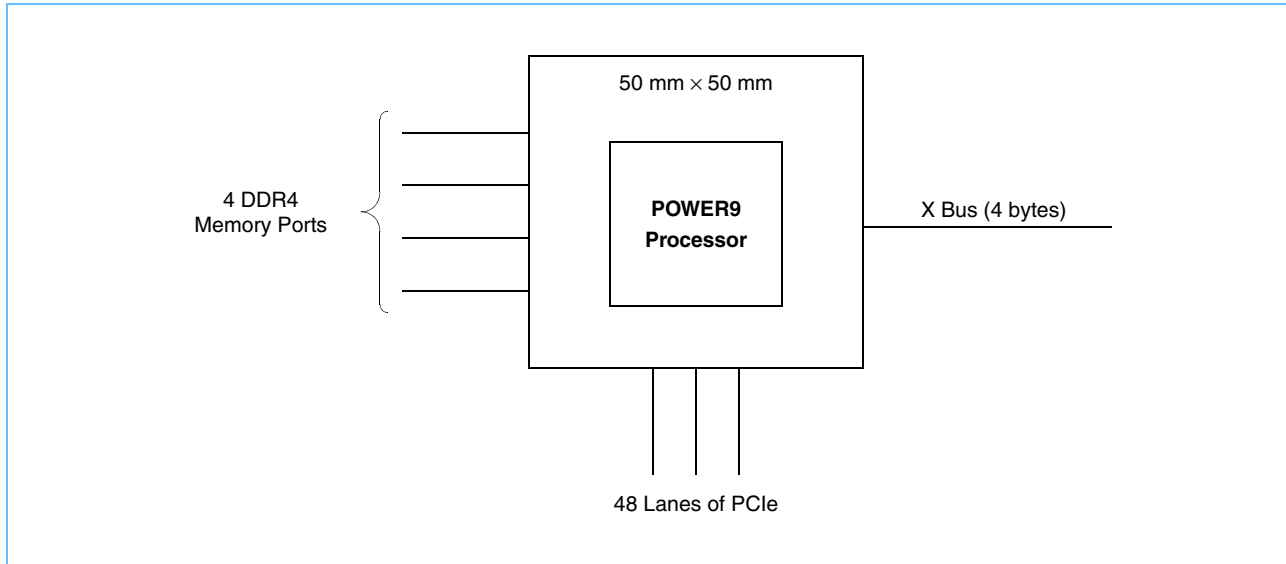 50 mm × 50 mm
4 DDR4
Memory Ports
POWER9
Processor
X Bus (4 bytes)
48 Lanes of PCIe